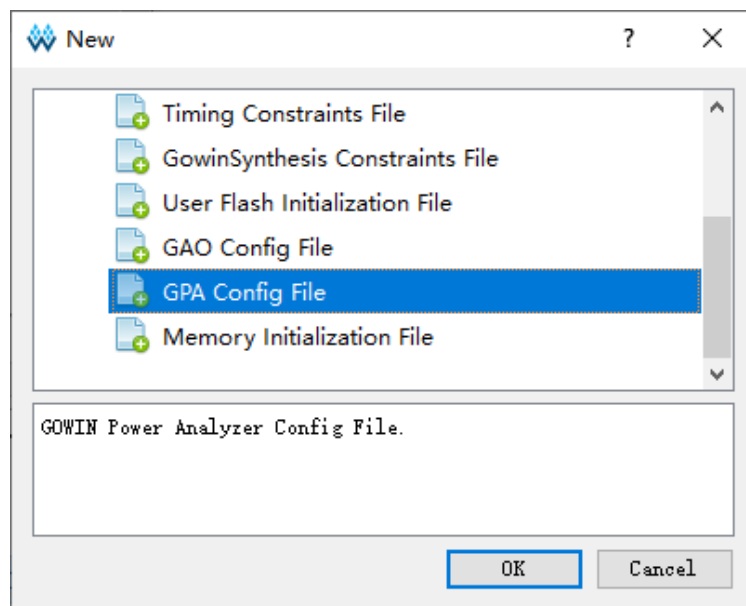 New
Timing Constraints File
GowinSynthesis Constraints File
User Flash Initialization File
GAO Config File
GPA Config File
Memory Initialization File
GOWIN Power Analyzer Config File.
OK
Cancel